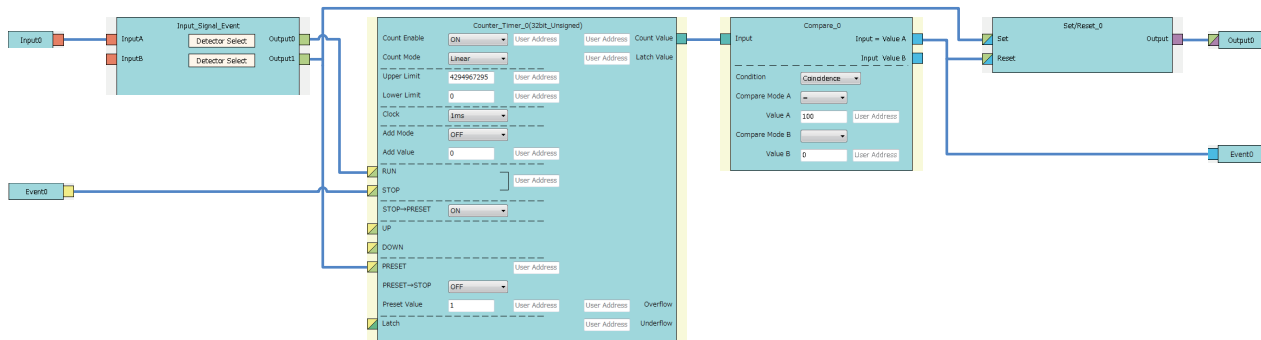 Input0
Event0
Input_Signal_Event
InputA Detector Select Output0
InputB Detector Select Output1
Counter_Timer_0(32bit_Unsigned)
Count Enable ON User Address User Address Count Value
Count Mode Linear User Address Latch Value
Upper Limit 4294967295 User Address
Lower Limit 0 User Address
Clock 1ms
Add Mode OFF
Add Value 0 User Address
RUN
User Address
STOP
STOP→PRESET ON
UP
DOWN
PRESET User Address
PRESET→STOP OFF
Preset Value 1 User Address User Address Overflow
Latch User Address Underflow
Compare_0
Input Input = Value A
Input Value B
Condition Coincidence
Compare Mode A =
Value A 100 User Address
Compare Mode B
Value B 0 User Address
Set/Reset_0
Set Output
Reset
Output0
Event0